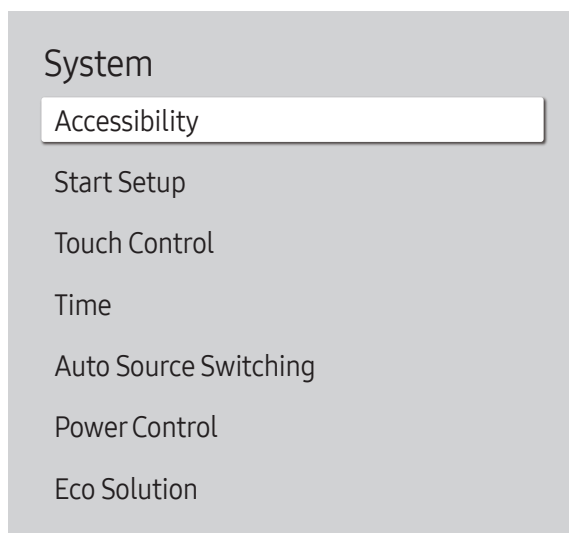 System
Accessibility
Start Setup
Touch Control
Time
Auto Source Switching
Power Control
Eco Solution